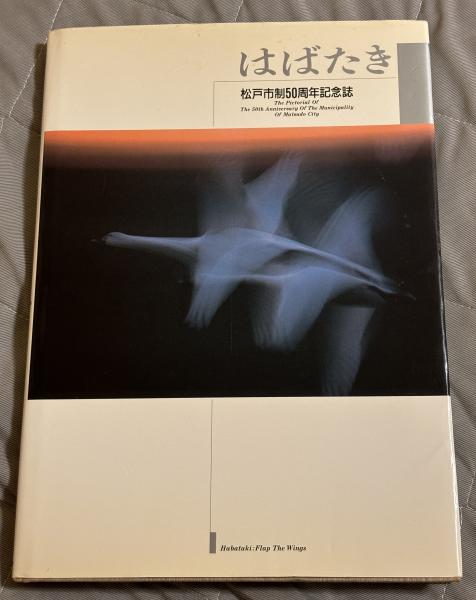 はばたき
松戸市制50周年記念誌
The Pictorial Of
The 50th Anniversary Of The Municipality
Of Matsudo City
Habataki:Flap The Wings